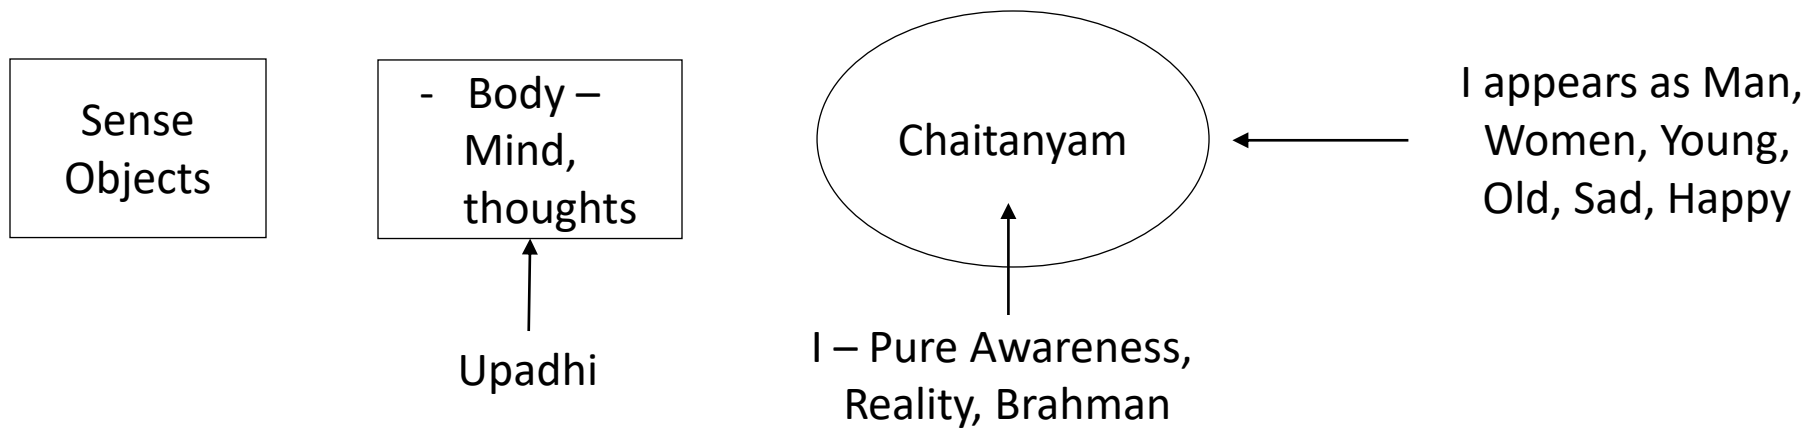 Sense
Objects
- Body –
Mind,
thoughts
Upadhi
Chaitanyam
I – Pure Awareness,
Reality, Brahman
I appears as Man,
Women, Young,
Old, Sad, Happy